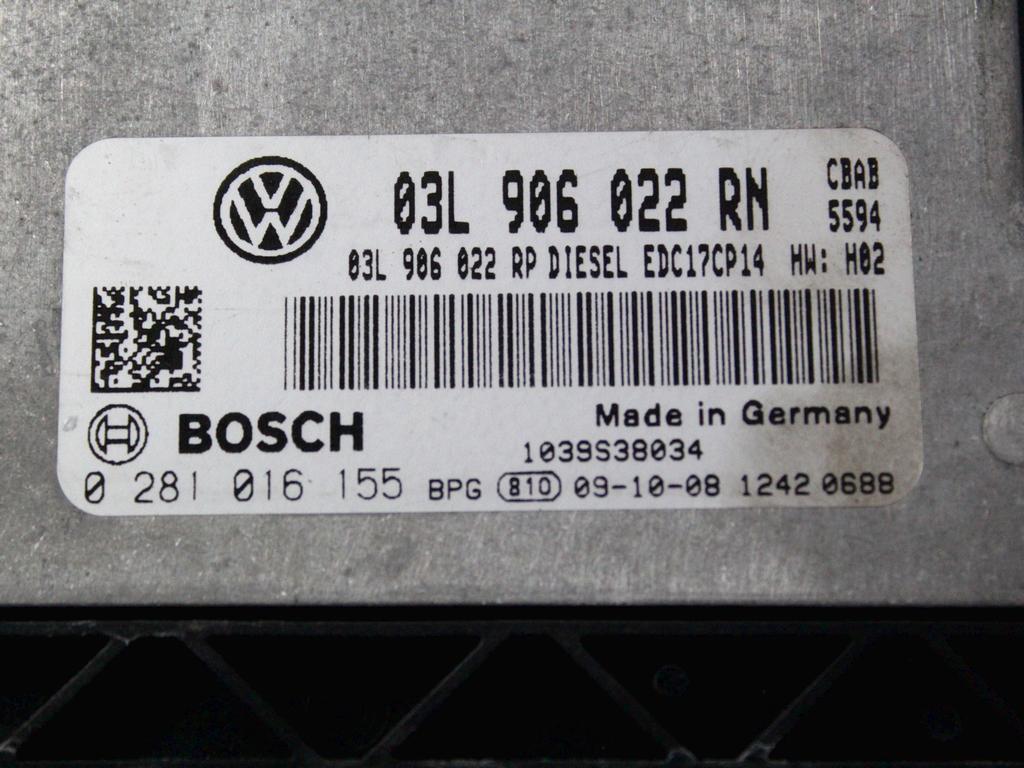 03L 906 022 RN CBAB
5594
03L 906 022 RP DIESEL EDC17CP14 HW: H02
BOSCH
Made in Germany
1039S38034
0 281 016 155 BPG 810 09-10-08 1242 0688